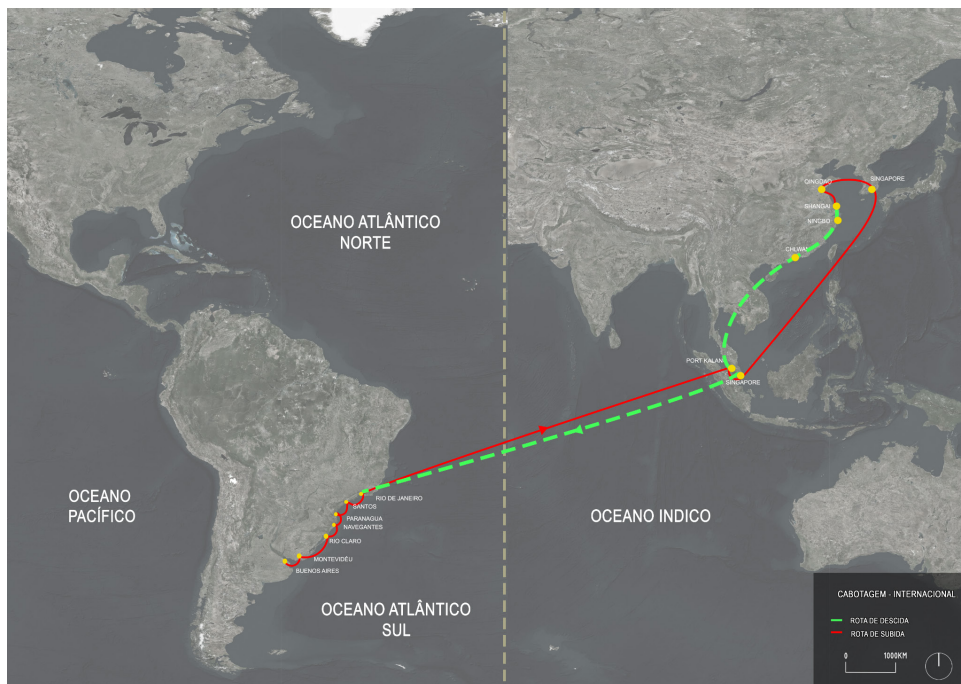 QINGDAO
SINGAPORE
SHANGAI
NINGBO
OCEANO ATLÂNTICO
NORTE
CHLWAN
PORT KALAN
SINGAPORE
OCEANO
PACÍFICO
RIO DE JANEIRO
SANTOS
PARANAGUA
NAVEGANTES
RIO CLARO
MONTEVIDÉU
BUENOS AIRES
OCEANO INDICO
OCEANO ATLÂNTICO
SUL
CABOTAGEM - INTERNACIONAL
ROTA DE DESCIDA
ROTA DE SUBIDA
0 1000KM